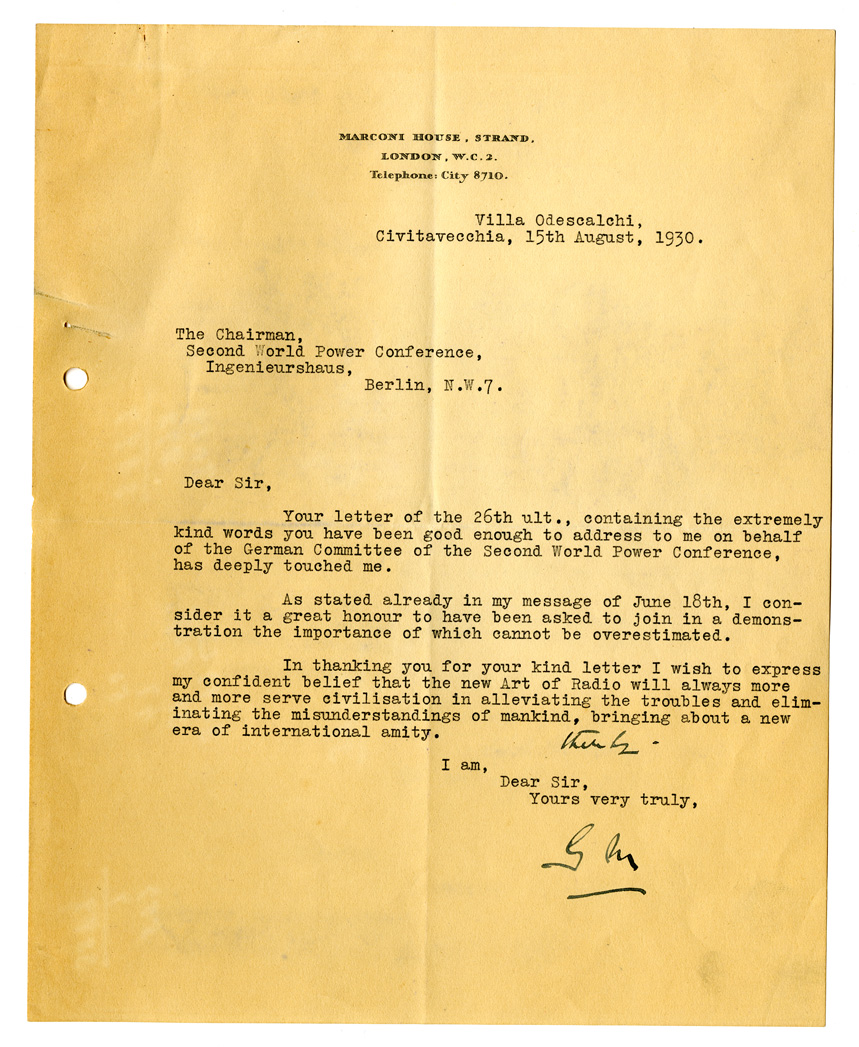 MARCONI HOUSE, STRAND,
LONDON, W.C.2.
Telephone: City 8710.
Villa Odescalchi,
Civitavecchia, 15th August, 1930.
The Chairman,
Second World Power Conference,
Ingenieurshaus,
Berlin, N.W.7.
Dear Sir,
Your letter of the 26th ult., containing the extremely
kind words you have been good enough to address to me on behalf
of the German Committee of the Second World Power Conference,
has deeply touched me.
As stated already in my message of June 18th, I con-
sider it a great honour to have been asked to join in a demons-
tration the importance of which cannot be overestimated.
In thanking you for your kind letter I wish to express
my confident belief that the new Art of Radio will always more
and more serve civilisation in alleviating the troubles and elim-
inating the misunderstandings of mankind, bringing about a new
era of international amity.
thereby -
I am,
Dear Sir,
Yours very truly,
G M